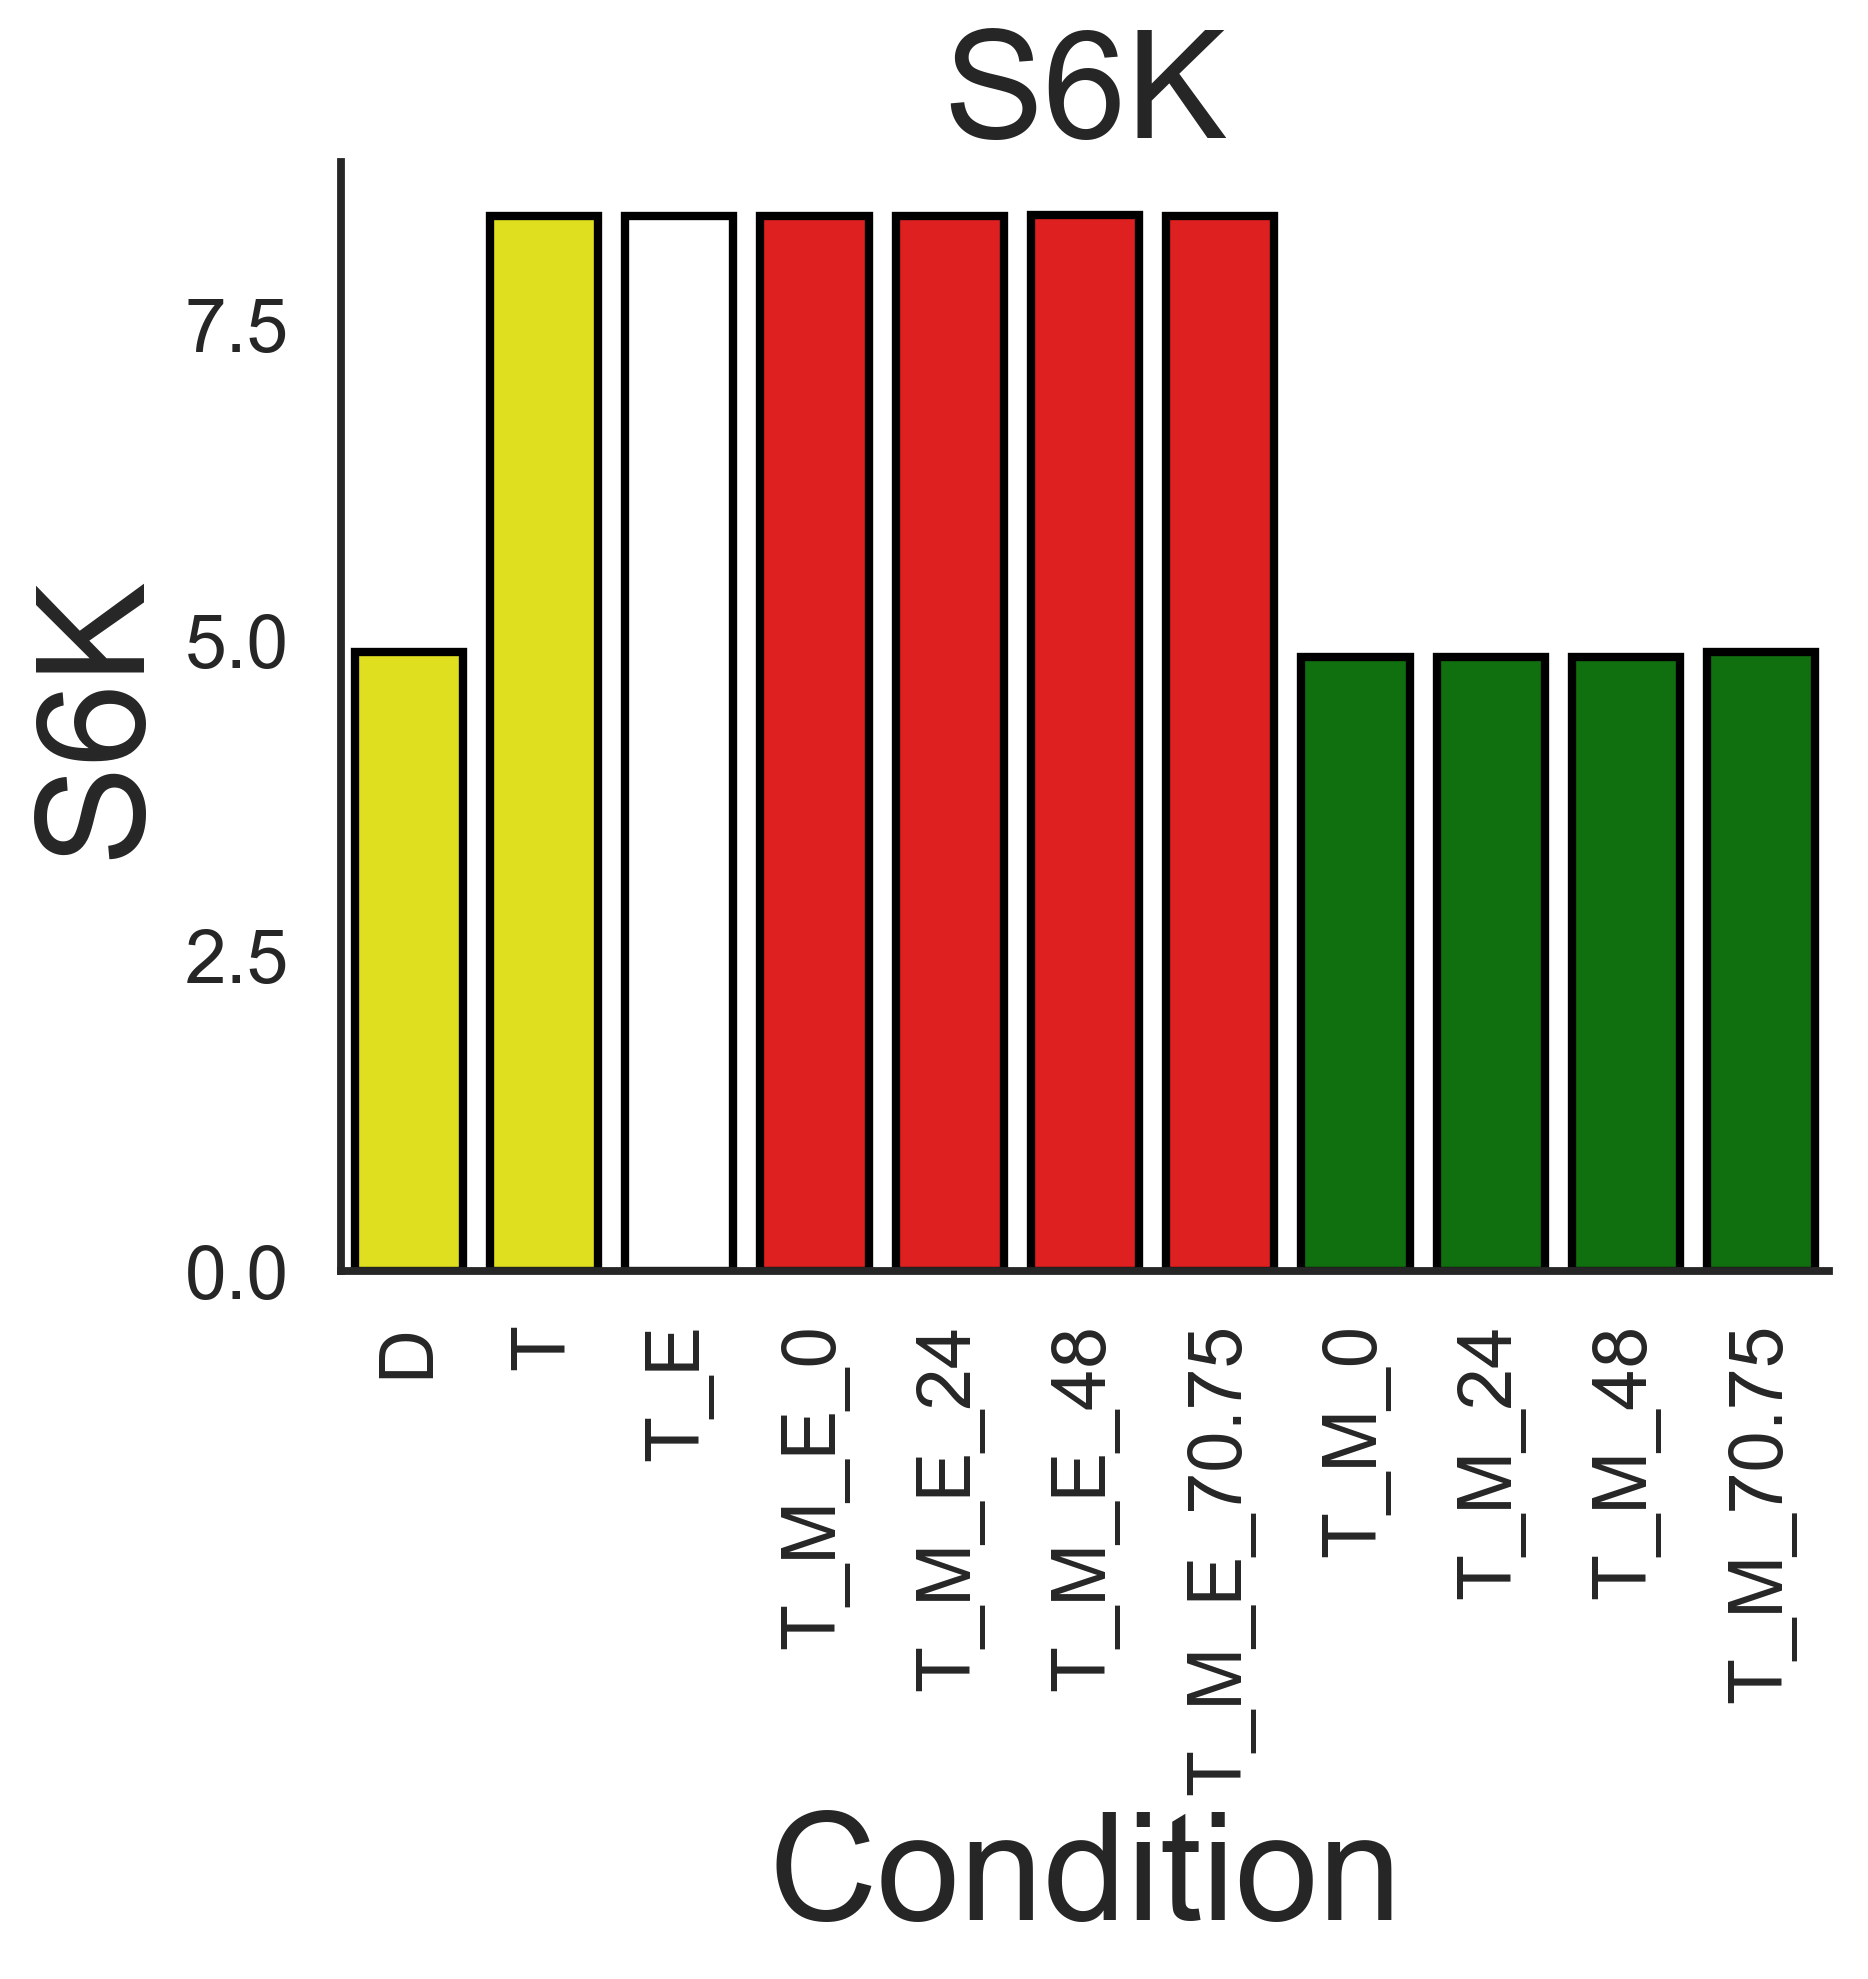 S6K
S6K
7.5
5.0
2.5
0.0
D
T
T_E
T_M_E_0
T_M_E_24
T_M_E_48
T_M_E_70.75
T_M_0
T_M_24
T_M_48
T_M_70.75
Condition